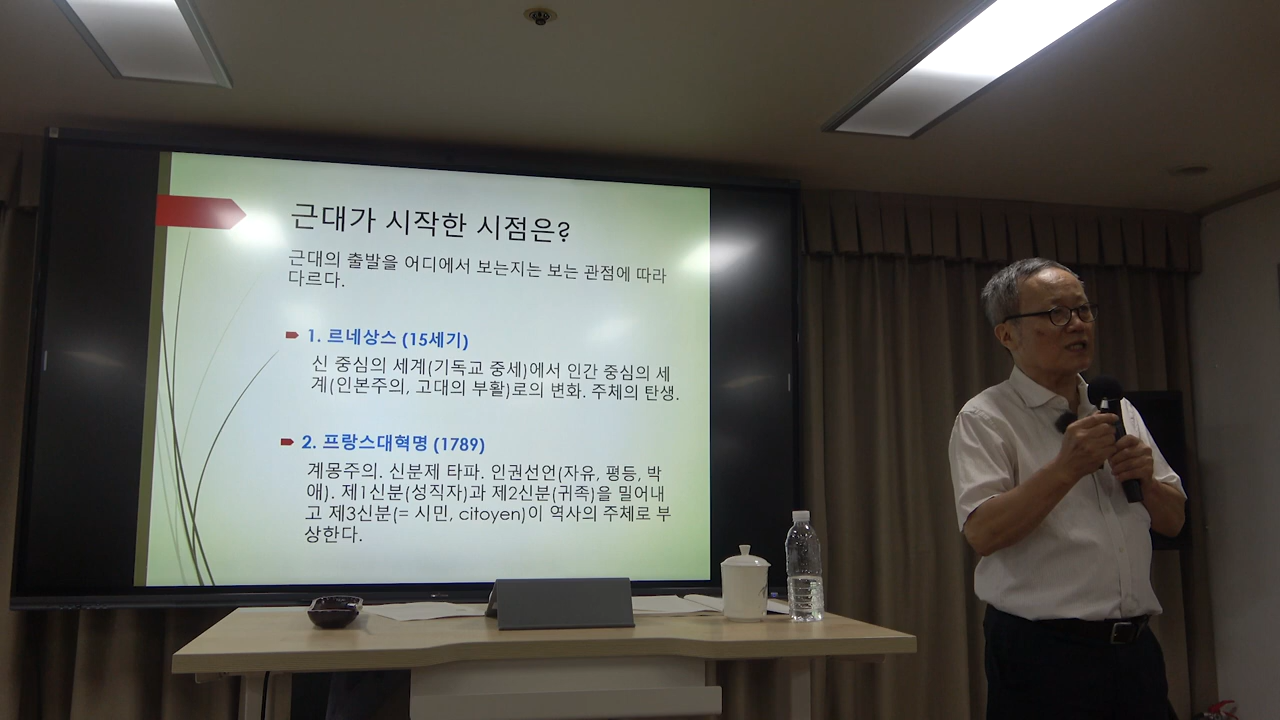 근대가 시작한 시점은?
근대의 출발을 어디에서 보는지는 보는 관점에 따라
다르다.
1. 르네상스 (15세기)
신 중심의 세계(기독교 중세)에서 인간 중심의 세
계(인본주의, 고대의 부활)로의 변화. 주체의 탄생.
2. 프랑스대혁명 (1789)
계몽주의. 신분제 타파. 인권선언(자유, 평등, 박
애). 제1신분(성직자)과 제2신분(귀족)을 밀어내
고 제3신분(= 시민, citoyen)이 역사의 주체로 부
상한다.